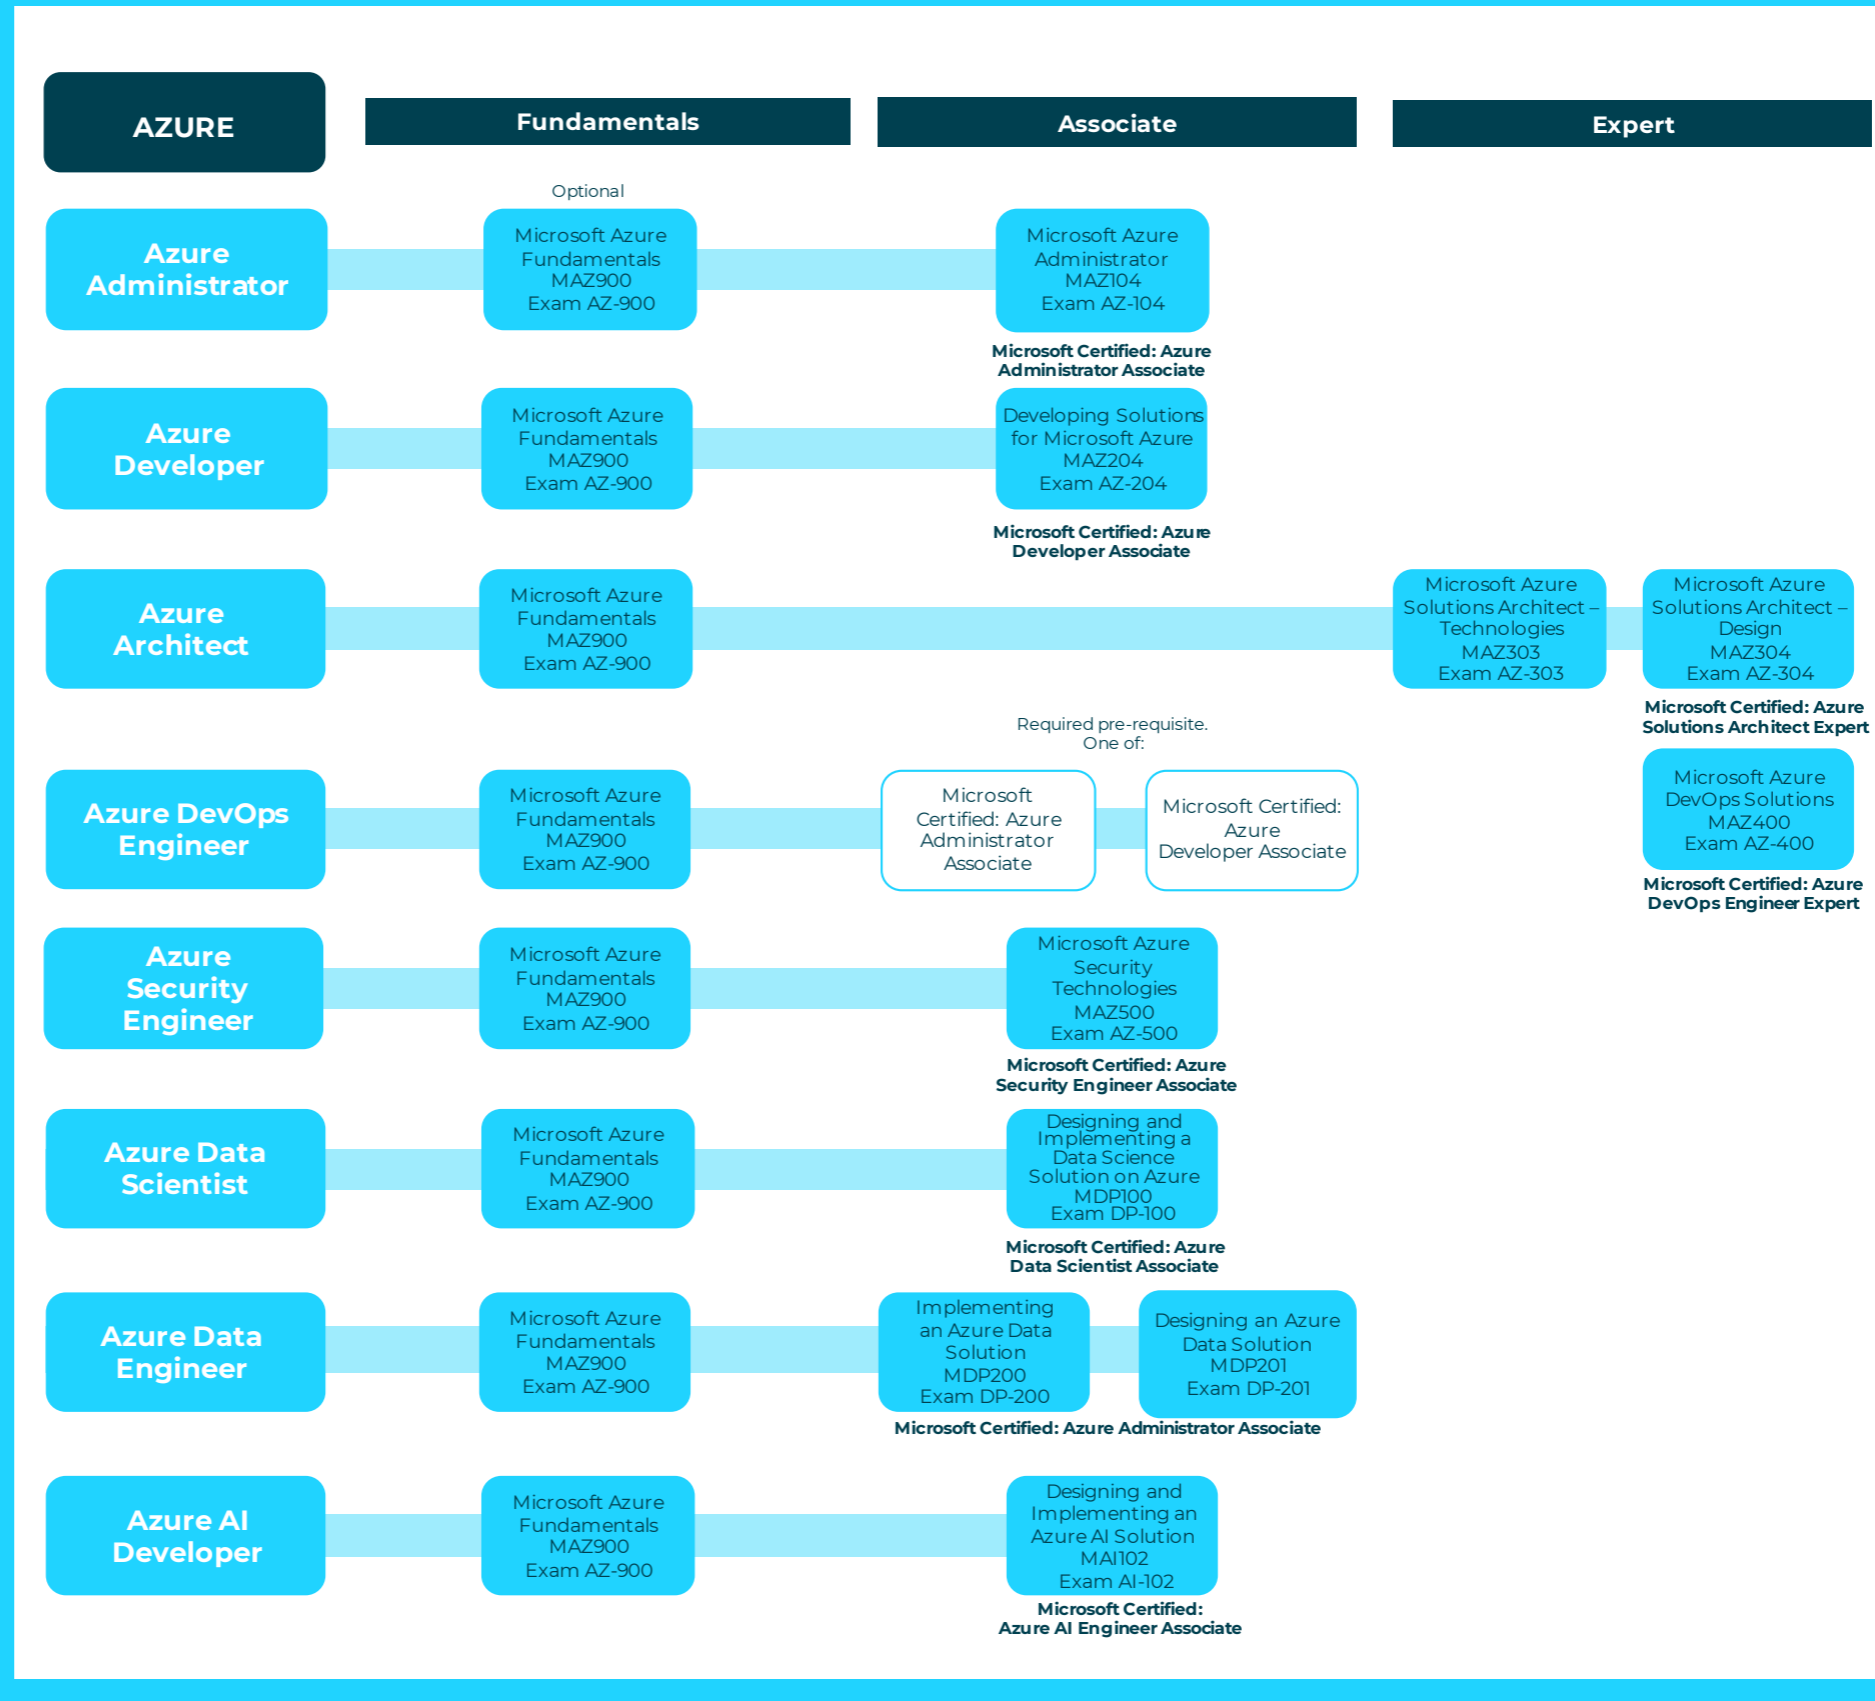 AZURE
Fundamentals
Associate
Expert
Optional
Azure
Administrator
Microsoft Azure
Fundamentals
MAZ900
Exam AZ-900
Microsoft Azure
Administrator
MAZ104
Exam AZ-104
Microsoft Certified: Azure
Administrator Associate
Azure
Developer
Microsoft Azure
Fundamentals
MAZ900
Exam AZ-900
Developing Solutions
for Microsoft Azure
MAZ204
Exam AZ-204
Microsoft Certified: Azure
Developer Associate
Azure
Architect
Microsoft Azure
Fundamentals
MAZ900
Exam AZ-900
Microsoft Azure
Solutions Architect –
Technologies
MAZ303
Exam AZ-303
Microsoft Azure
Solutions Architect –
Design
MAZ304
Exam AZ-304
Microsoft Certified: Azure
Solutions Architect Expert
Required pre-requisite.
One of:
Azure DevOps
Engineer
Microsoft Azure
Fundamentals
MAZ900
Exam AZ-900
Microsoft
Certified: Azure
Administrator
Associate
Microsoft Certified:
Azure
Developer Associate
Microsoft Azure
DevOps Solutions
MAZ400
Exam AZ-400
Microsoft Certified: Azure
DevOps Engineer Expert
Azure
Security
Engineer
Microsoft Azure
Fundamentals
MAZ900
Exam AZ-900
Microsoft Azure
Security
Technologies
MAZ500
Exam AZ-500
Microsoft Certified: Azure
Security Engineer Associate
Azure Data
Scientist
Microsoft Azure
Fundamentals
MAZ900
Exam AZ-900
Designing and
Implementing a
Data Science
Solution on Azure
MDP100
Exam DP-100
Microsoft Certified: Azure
Data Scientist Associate
Azure Data
Engineer
Microsoft Azure
Fundamentals
MAZ900
Exam AZ-900
Implementing
an Azure Data
Solution
MDP200
Exam DP-200
Designing an Azure
Data Solution
MDP201
Exam DP-201
Microsoft Certified: Azure Administrator Associate
Azure AI
Developer
Microsoft Azure
Fundamentals
MAZ900
Exam AZ-900
Designing and
Implementing an
Azure AI Solution
MAI102
Exam AI-102
Microsoft Certified:
Azure AI Engineer Associate